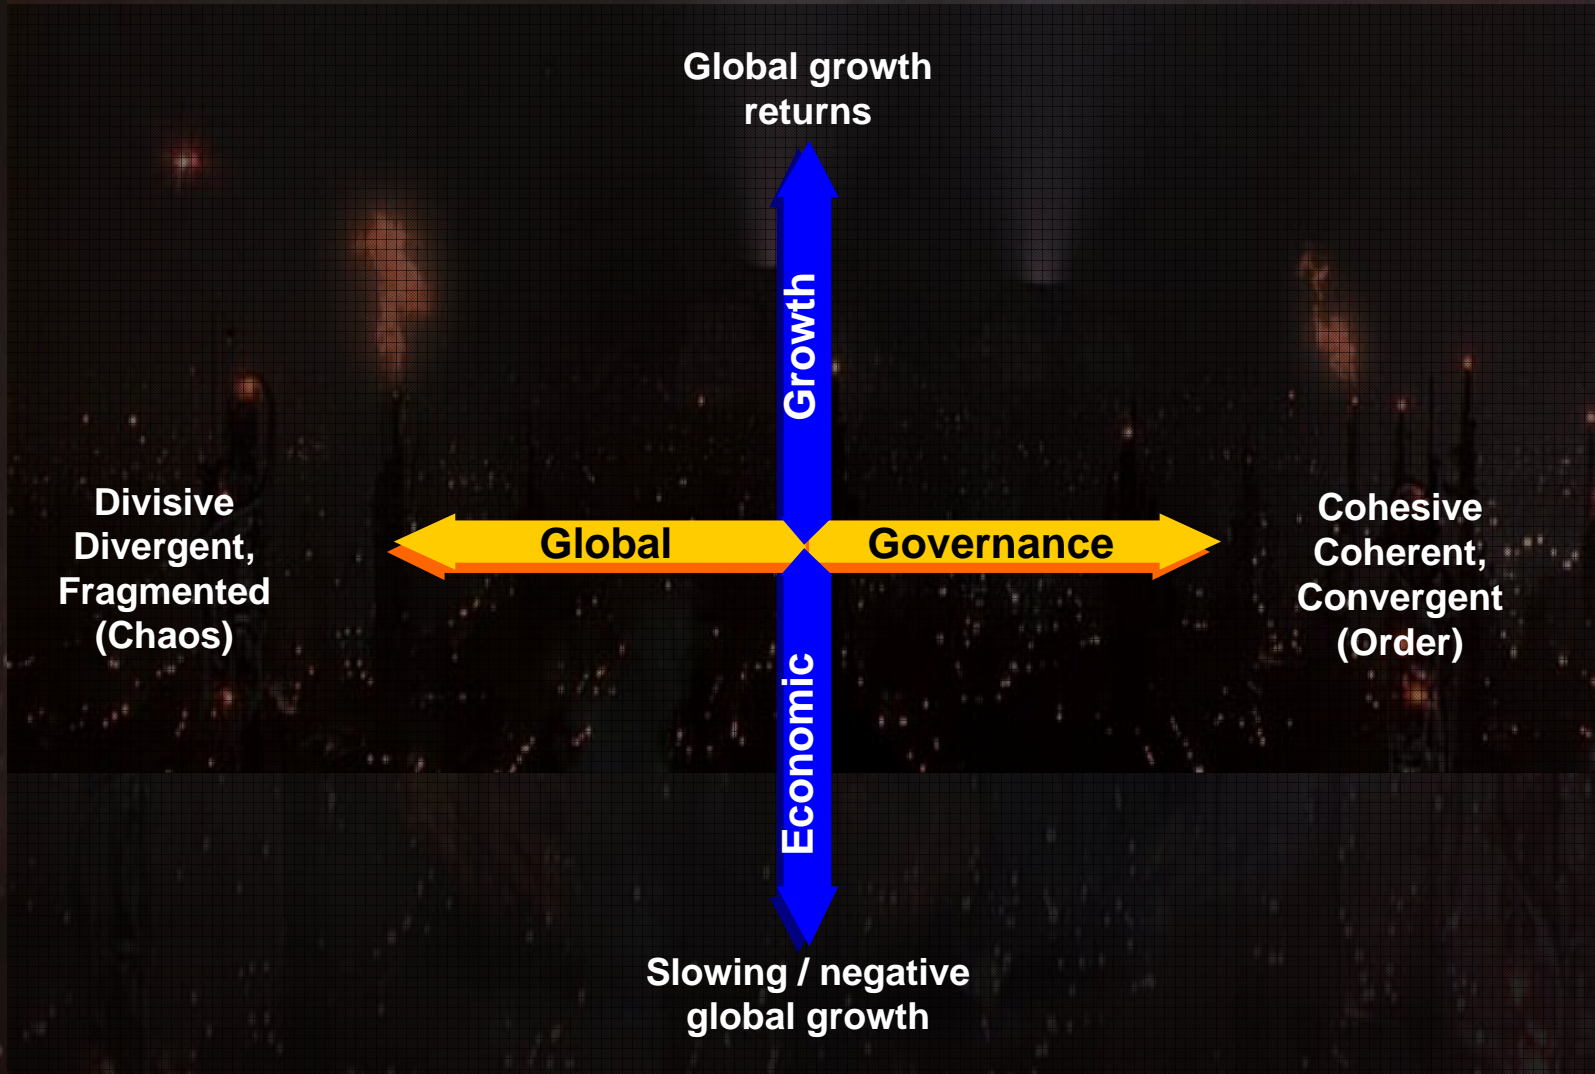 Global growth
returns
Growth
Divisive
Divergent,
Fragmented
(Chaos)
Global
Governance
Cohesive
Coherent,
Convergent
(Order)
Economic
Slowing / negative
global growth